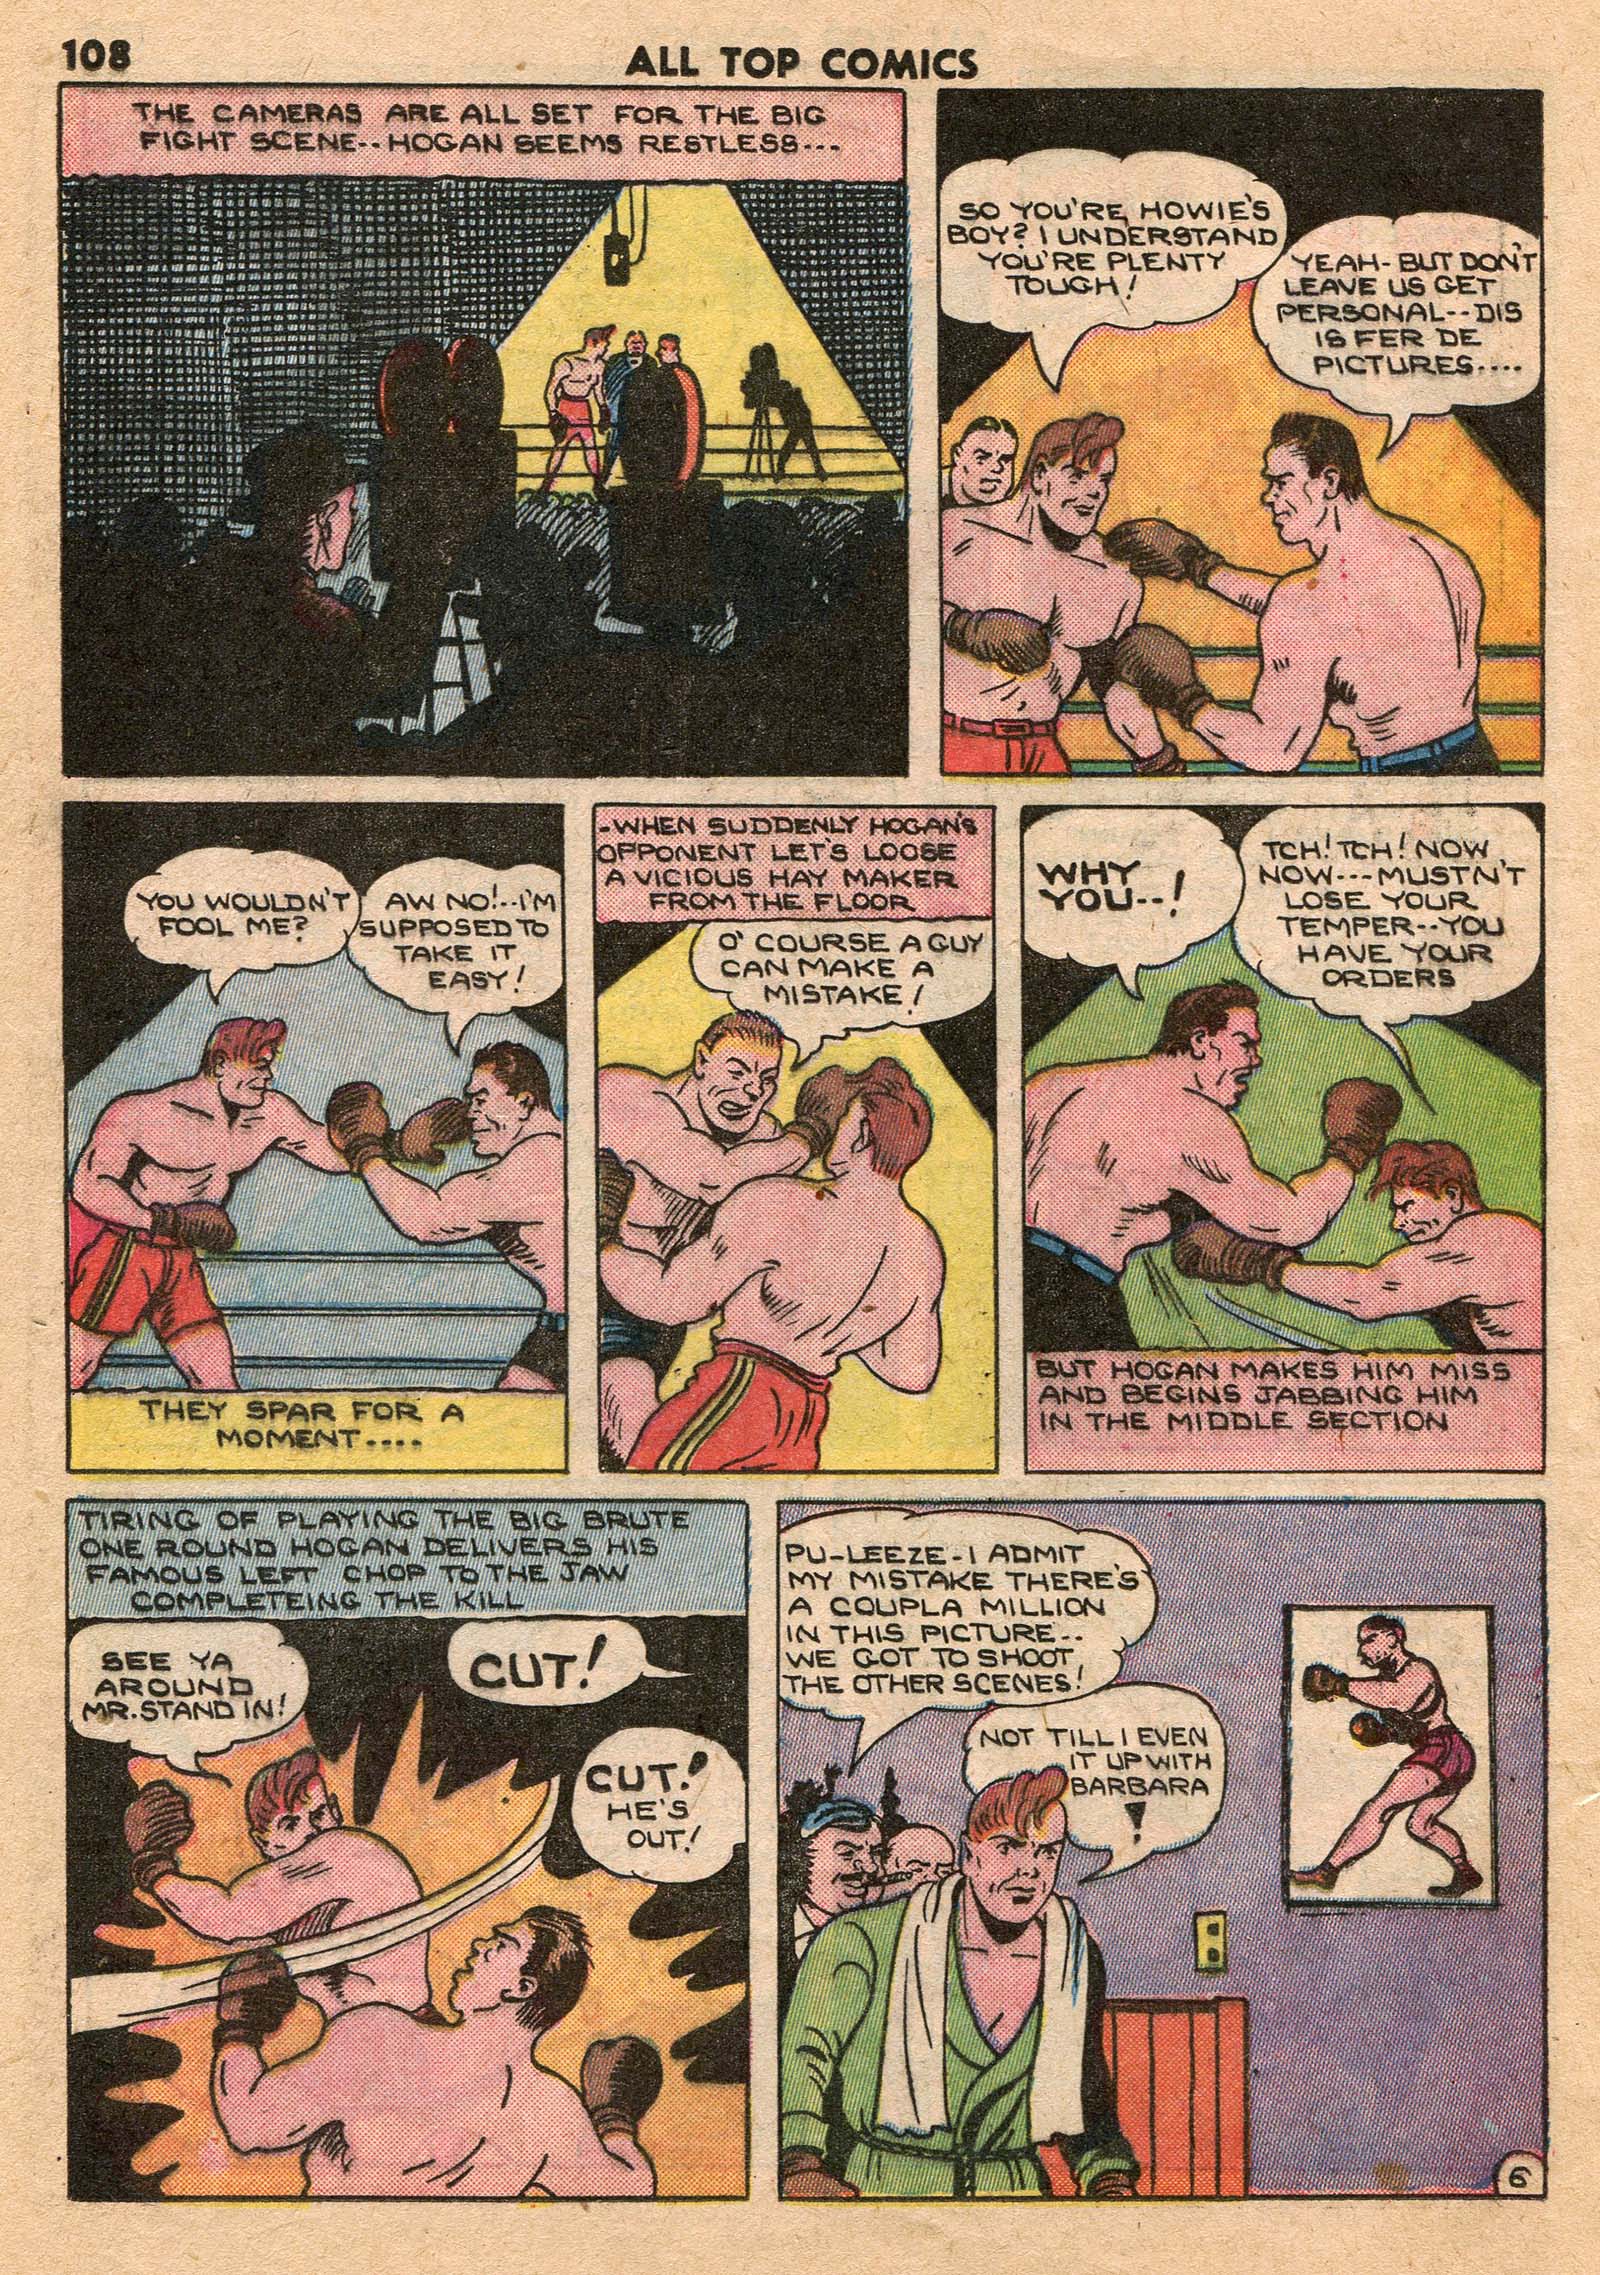 108
ALL TOP COMICS
THE CAMERAS ARE ALL SET FOR THE BIG
FIGHT SCENE--HOGAN SEEMS RESTLESS---
SO YOU'RE HOWIE'S
BOY? I UNDERSTAND
YOU'RE PLENTY
TOUGH!
YEAH-BUT DON'T
LEAVE US GET
PERSONAL--DIS
IS FER DE
PICTURES....
YOU WOULDN'T
FOOL ME?
AW NO!--I'M
SUPPOSED TO
TAKE IT
EASY!
THEY SPAR FOR A
MOMENT....
-WHEN SUDDENLY HOGAN'S
OPPONENT LET'S LOOSE
A VICIOUS HAY MAKER
FROM THE FLOOR
O' COURSE A GUY
CAN MAKE A
MISTAKE!
WHY
YOU--!
TCH! TCH! NOW
NOW---MUSTN'T
LOSE YOUR
TEMPER--YOU
HAVE YOUR
ORDERS
BUT HOGAN MAKES HIM MISS
AND BEGINS JABBING HIM
IN THE MIDDLE SECTION
TIRING OF PLAYING THE BIG BRUTE
ONE ROUND HOGAN DELIVERS HIS
FAMOUS LEFT CHOP TO THE JAW
COMPLETEING THE KILL
SEE YA
AROUND
MR. STAND IN!
CUT!
CUT!
HE'S
OUT!
PU-LEEZE-I ADMIT
MY MISTAKE THERE'S
A COUPLA MILLION
IN THIS PICTURE--
WE GOT TO SHOOT
THE OTHER SCENES!
NOT TILL I EVEN
IT UP WITH
BARBARA
!
6